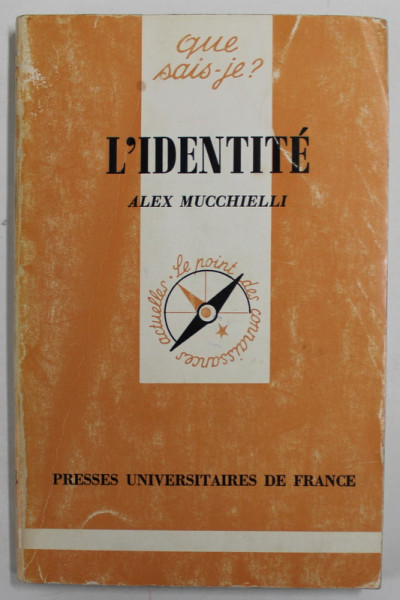 que
sais-je?
L'IDENTITÉ
ALEX MUCCHIELLI
Le point des connaissances actuelles.
PRESSES UNIVERSITAIRES DE FRANCE